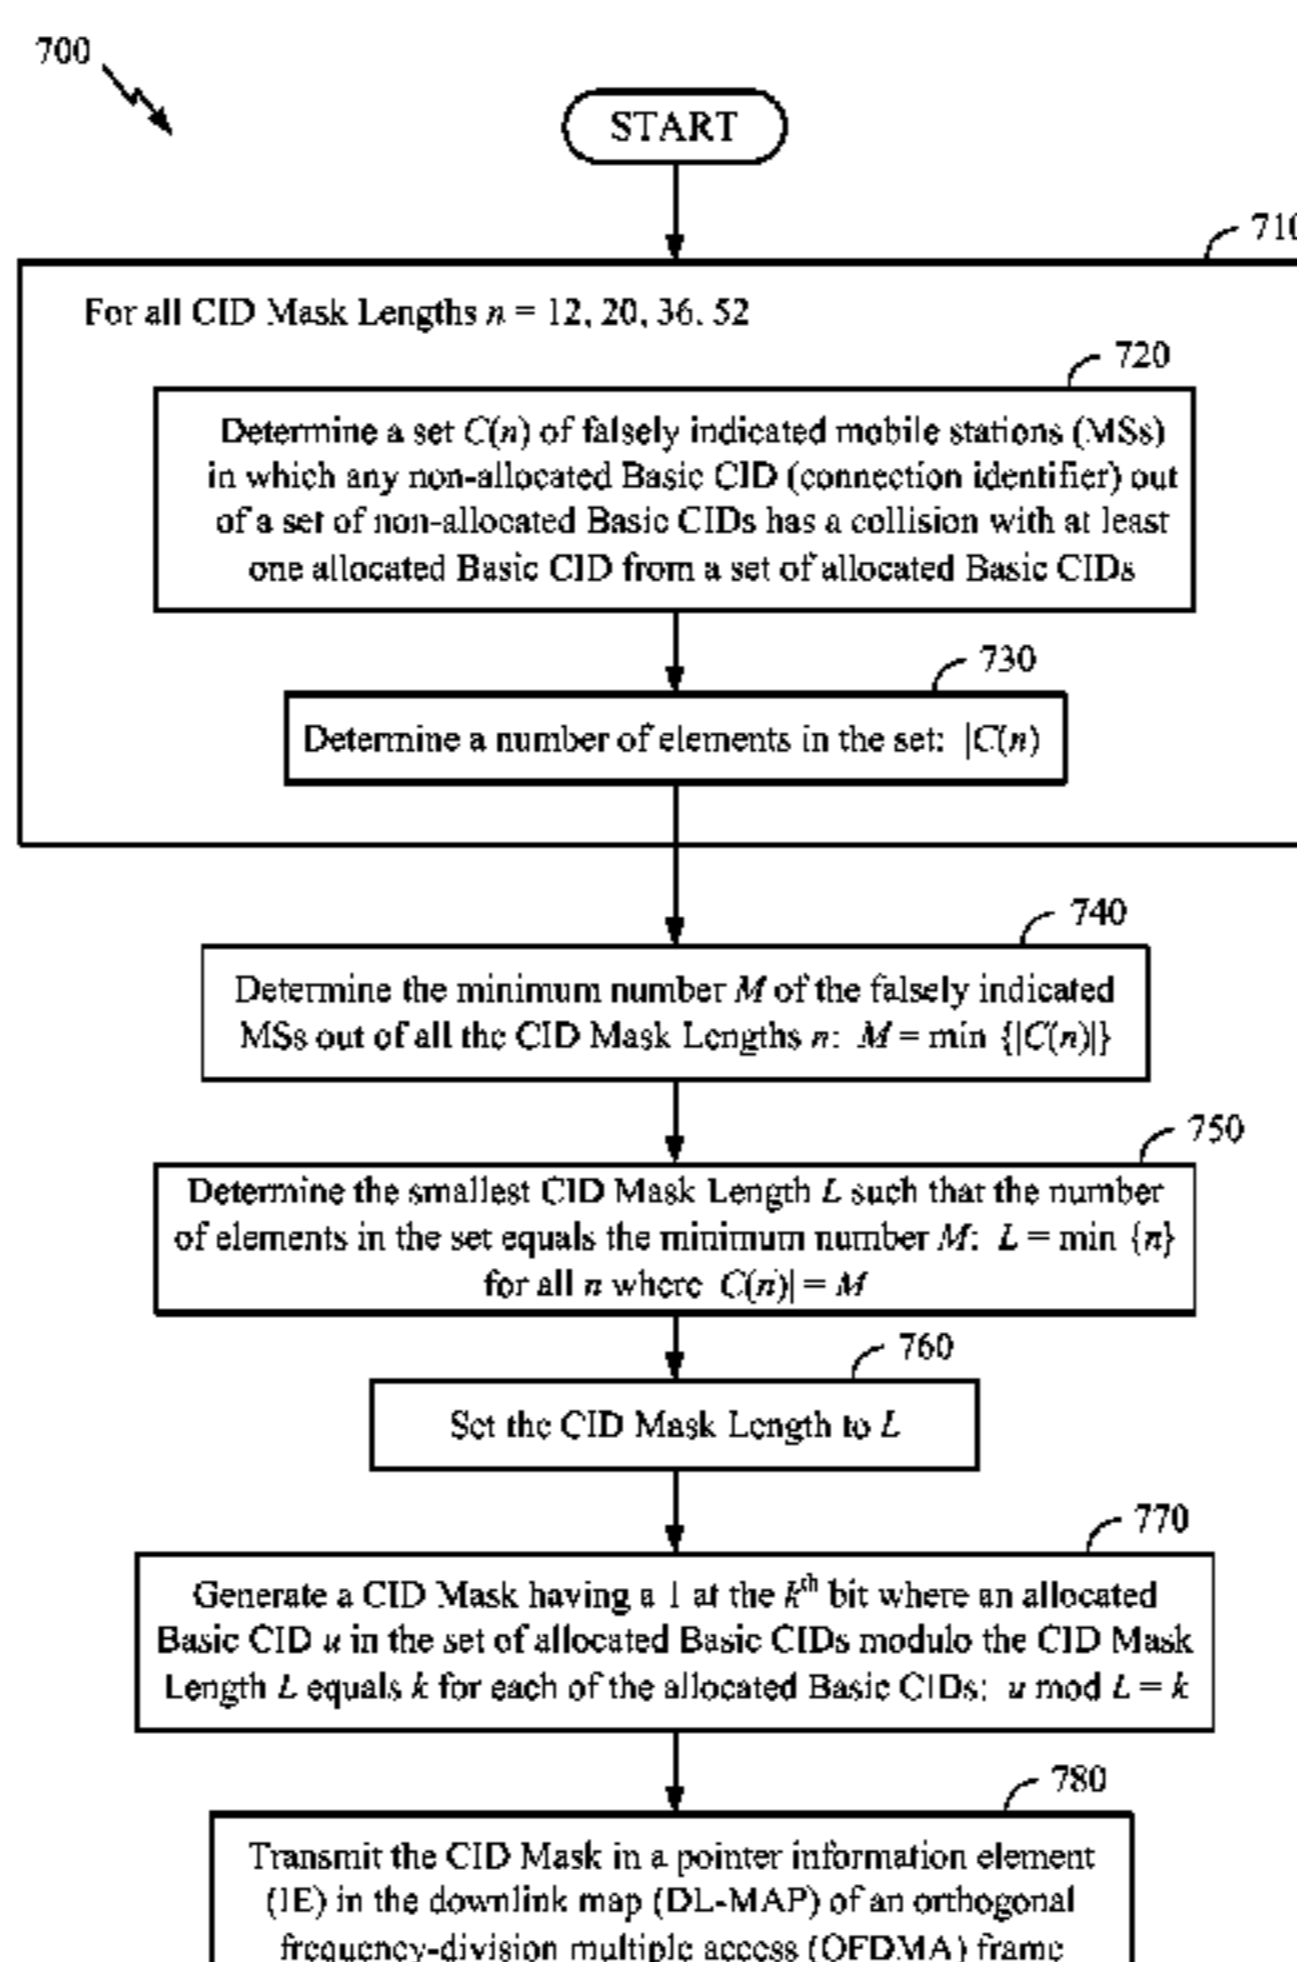 700
START
710
For all CID Mask Lengths n = 12, 20, 36, 52
720
Determine a set C(n) of falsely indicated mobile stations (MSs)
in which any non-allocated Basic CID (connection identifier) out
of a set of non-allocated Basic CIDs has a collision with at least
one allocated Basic CID from a set of allocated Basic CIDs
730
Determine a number of elements in the set: |C(n)
740
Determine the minimum number M of the falsely indicated
MSs out of all the CID Mask Lengths n: M = min {|C(n)|}
750
Determine the smallest CID Mask Length L such that the number
of elements in the set equals the minimum number M: L = min {n}
for all n where C(n)| = M
760
Set the CID Mask Length to L
770
Generate a CID Mask having a 1 at the kth bit where an allocated
Basic CID u in the set of allocated Basic CIDs modulo the CID Mask
Length L equals k for each of the allocated Basic CIDs: u mod L = k
780
Transmit the CID Mask in a pointer information element
(IE) in the downlink map (DL-MAP) of an orthogonal
frequency-division multiple access (OFDMA) frame